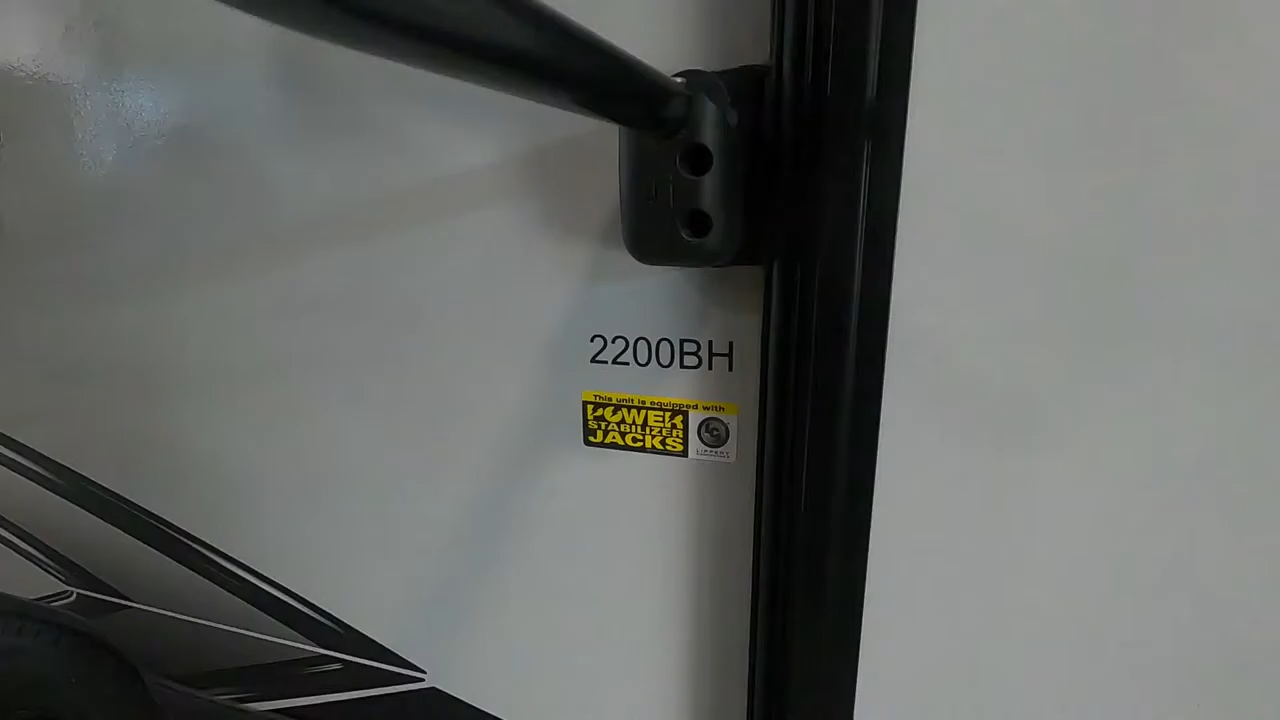 2200BH
This unit is equipped with
POWER
STABILIZER
JACKS
LIPPERT